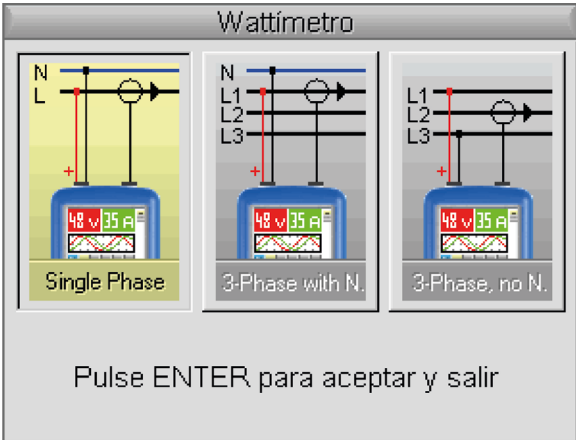 Wattímetro
N
L
+
48 v 35 A
Single Phase
N
L1
L2
L3
+
48 v 35 A
3-Phase with N.
L1
L2
L3
+
48 v 35 A
3-Phase, no N.
Pulse ENTER para aceptar y salir